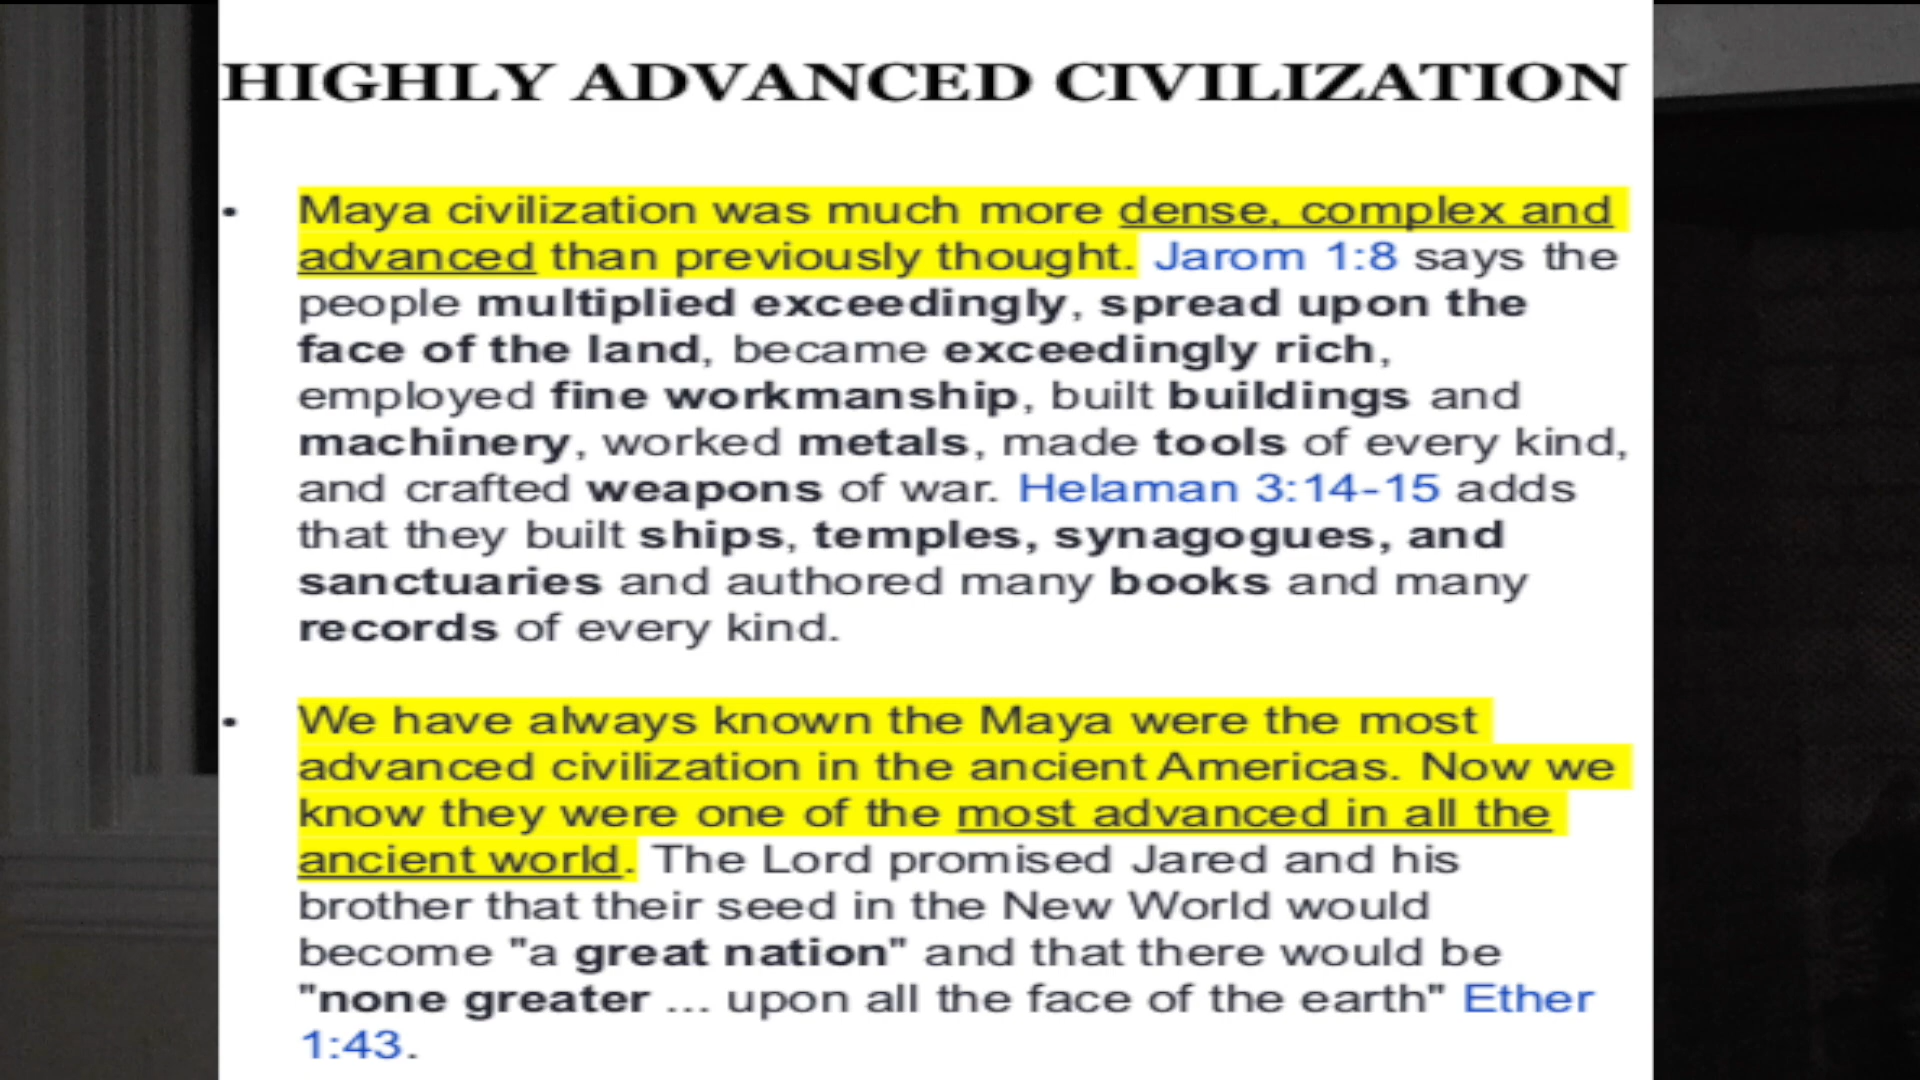 HIGHLY ADVANCED CIVILIZATION
• Maya civilization was much more dense, complex and
advanced than previously thought. Jarom 1:8 says the
people multiplied exceedingly, spread upon the
face of the land, became exceedingly rich,
employed fine workmanship, built buildings and
machinery, worked metals, made tools of every kind,
and crafted weapons of war. Helaman 3:14-15 adds
that they built ships, temples, synagogues, and
sanctuaries and authored many books and many
records of every kind.
• We have always known the Maya were the most
advanced civilization in the ancient Americas. Now we
know they were one of the most advanced in all the
ancient world. The Lord promised Jared and his
brother that their seed in the New World would
become "a great nation" and that there would be
"none greater ... upon all the face of the earth" Ether
1:43.